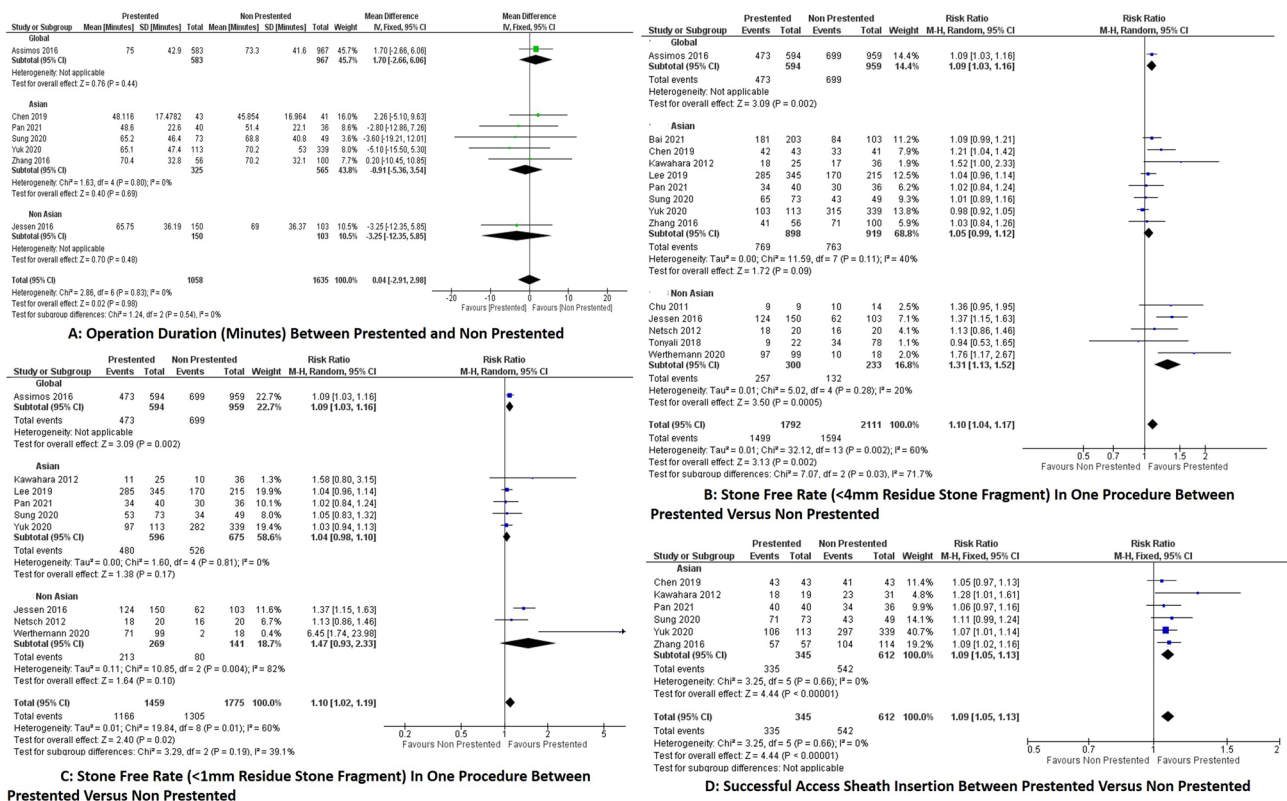 Prestented Non Prestented Mean Difference Mean Difference
Study or Subgroup Mean [Minutes] SD [Minutes] Total Mean [Minutes] SD [Minutes] Total Weight IV, Fixed, 95% CI IV, Fixed, 95% CI
Global
Assimos 2016 75 42.9 583 73.3 41.6 967 45.7% 1.70 [-2.66, 6.06]
Subtotal (95% CI) 583 967 45.7% 1.70 [-2.66, 6.06]
Heterogeneity: Not applicable
Test for overall effect: Z = 0.76 (P = 0.44)
Asian
Chen 2019 48.116 17.4782 43 45.854 16.964 41 16.0% 2.26 [-5.10, 9.63]
Pan 2021 48.6 22.6 40 51.4 22.1 36 8.6% -2.80 [-12.86, 7.26]
Sung 2020 65.2 46.4 73 68.8 40.8 49 3.6% -3.60 [-19.21, 12.01]
Yuk 2020 65.1 47.4 113 70.2 53 339 8.0% -5.10 [-15.50, 5.30]
Zhang 2016 70.4 32.8 56 70.2 32.1 100 7.6% 0.20 [-10.45, 10.85]
Subtotal (95% CI) 325 565 43.8% -0.91 [-5.36, 3.54]
Heterogeneity: Chi² = 1.63, df = 4 (P = 0.80); I² = 0%
Test for overall effect: Z = 0.40 (P = 0.69)
Non Asian
Jessen 2016 65.75 36.19 150 69 36.37 103 10.5% -3.25 [-12.35, 5.85]
Subtotal (95% CI) 150 103 10.5% -3.25 [-12.35, 5.85]
Heterogeneity: Not applicable
Test for overall effect: Z = 0.70 (P = 0.48)
Total (95% CI) 1058 1635 100.0% 0.04 [-2.91, 2.98]
Heterogeneity: Chi² = 2.86, df = 6 (P = 0.83); I² = 0%
Test for overall effect: Z = 0.02 (P = 0.98)
Test for subgroup differences: Chi² = 1.24, df = 2 (P = 0.54), I² = 0%
-20 -10 0 10 20
Favours [Prestented] Favours [Non Prestented]
A: Operation Duration (Minutes) Between Prestented and Non Prestented
Prestented Non Prestented Risk Ratio Risk Ratio
Study or Subgroup Events Total Events Total Weight M-H, Random, 95% CI M-H, Random, 95% CI
Global
Assimos 2016 473 594 699 959 14.4% 1.09 [1.03, 1.16]
Subtotal (95% CI) 594 959 14.4% 1.09 [1.03, 1.16]
Total events 473 699
Heterogeneity: Not applicable
Test for overall effect: Z = 3.09 (P = 0.002)
Asian
Bai 2021 181 203 84 103 11.2% 1.09 [0.99, 1.21]
Chen 2019 42 43 33 41 8.6% 1.21 [1.04, 1.42]
Kawahara 2012 18 25 17 36 1.8% 1.52 [1.00, 2.33]
Lee 2019 285 345 170 215 12.9% 1.04 [0.96, 1.14]
Pan 2021 34 40 30 36 6.6% 1.02 [0.84, 1.24]
Sung 2020 65 73 43 49 8.8% 1.01 [0.89, 1.16]
Yuk 2020 103 113 315 339 13.8% 0.98 [0.92, 1.05]
Zhang 2016 41 56 71 100 5.7% 1.03 [0.84, 1.26]
Subtotal (95% CI) 898 919 68.8% 1.05 [0.99, 1.12]
Total events 769 763
Heterogeneity: Tau² = 0.00; Chi² = 11.59, df = 7 (P = 0.11); I² = 40%
Test for overall effect: Z = 1.72 (P = 0.09)
Non Asian
Chu 2011 9 9 10 14 2.5% 1.36 [0.95, 1.95]
Jessen 2016 124 150 62 103 7.2% 1.37 [1.15, 1.63]
Netsch 2012 18 20 16 20 4.0% 1.13 [0.86, 1.46]
Tonyali 2018 9 22 34 78 1.1% 0.94 [0.53, 1.65]
Werthemann 2020 97 99 10 18 2.0% 1.76 [1.17, 2.67]
Subtotal (95% CI) 300 233 16.8% 1.31 [1.13, 1.52]
Total events 257 132
Heterogeneity: Tau² = 0.01; Chi² = 5.02, df = 4 (P = 0.28); I² = 20%
Test for overall effect: Z = 3.50 (P = 0.0005)
Total (95% CI) 1792 2111 100.0% 1.10 [1.04, 1.17]
Total events 1499 1594
Heterogeneity: Tau² = 0.01; Chi² = 32.12, df = 13 (P = 0.002); I² = 60%
Test for overall effect: Z = 3.13 (P = 0.002)
Test for subgroup differences: Chi² = 7.07, df = 2 (P = 0.03), I² = 71.7%
0.5 0.7 1 1.5 2
Favours Non Prestented Favours Prestented
B: Stone Free Rate (<4mm Residue Stone Fragment) In One Procedure Between
Prestented Versus Non Prestented
Prestented Non Prestented Risk Ratio Risk Ratio
Study or Subgroup Events Total Events Total Weight M-H, Random, 95% CI M-H, Random, 95% CI
Global
Assimos 2016 473 594 699 959 22.7% 1.09 [1.03, 1.16]
Subtotal (95% CI) 594 959 22.7% 1.09 [1.03, 1.16]
Total events 473 699
Heterogeneity: Not applicable
Test for overall effect: Z = 3.09 (P = 0.002)
Asian
Kawahara 2012 11 25 10 36 1.3% 1.58 [0.80, 3.15]
Lee 2019 285 345 170 215 19.9% 1.04 [0.96, 1.14]
Pan 2021 34 40 30 36 10.0% 1.02 [0.84, 1.24]
Sung 2020 53 73 34 49 8.0% 1.05 [0.83, 1.32]
Yuk 2020 97 113 282 339 19.4% 1.03 [0.94, 1.13]
Subtotal (95% CI) 596 675 58.6% 1.04 [0.98, 1.10]
Total events 480 526
Heterogeneity: Tau² = 0.00; Chi² = 1.60, df = 4 (P = 0.81); I² = 0%
Test for overall effect: Z = 1.38 (P = 0.17)
Non Asian
Jessen 2016 124 150 62 103 11.6% 1.37 [1.15, 1.63]
Netsch 2012 18 20 16 20 6.7% 1.13 [0.86, 1.46]
Werthemann 2020 71 99 2 18 0.4% 6.45 [1.74, 23.98]
Subtotal (95% CI) 269 141 18.7% 1.47 [0.93, 2.33]
Total events 213 80
Heterogeneity: Tau² = 0.11; Chi² = 10.85, df = 2 (P = 0.004); I² = 82%
Test for overall effect: Z = 1.64 (P = 0.10)
Total (95% CI) 1459 1775 100.0% 1.10 [1.02, 1.19]
Total events 1166 1305
Heterogeneity: Tau² = 0.01; Chi² = 19.84, df = 8 (P = 0.01); I² = 60%
Test for overall effect: Z = 2.40 (P = 0.02)
Test for subgroup differences: Chi² = 3.29, df = 2 (P = 0.19), I² = 39.1%
0.2 0.5 1 2 5
Favours Non Prestented Favours Prestented
C: Stone Free Rate (<1mm Residue Stone Fragment) In One Procedure Between
Prestented Versus Non Prestented
Prestented Non Prestented Risk Ratio Risk Ratio
Study or Subgroup Events Total Events Total Weight M-H, Fixed, 95% CI M-H, Fixed, 95% CI
Asian
Chen 2019 43 43 41 43 11.4% 1.05 [0.97, 1.13]
Kawahara 2012 18 19 23 31 4.8% 1.28 [1.01, 1.61]
Pan 2021 40 40 34 36 9.9% 1.06 [0.97, 1.16]
Sung 2020 71 73 43 49 14.1% 1.11 [0.99, 1.24]
Yuk 2020 106 113 297 339 40.7% 1.07 [1.01, 1.14]
Zhang 2016 57 57 104 114 19.2% 1.09 [1.02, 1.16]
Subtotal (95% CI) 345 612 100.0% 1.09 [1.05, 1.13]
Total events 335 542
Heterogeneity: Chi² = 3.25, df = 5 (P = 0.66); I² = 0%
Test for overall effect: Z = 4.44 (P < 0.00001)
Total (95% CI) 345 612 100.0% 1.09 [1.05, 1.13]
Total events 335 542
Heterogeneity: Chi² = 3.25, df = 5 (P = 0.66); I² = 0%
Test for overall effect: Z = 4.44 (P < 0.00001)
Test for subgroup differences: Not applicable
0.5 0.7 1 1.5 2
Favours Non Prestented Favours Prestented
D: Successful Access Sheath Insertion Between Prestented Versus Non Prestented